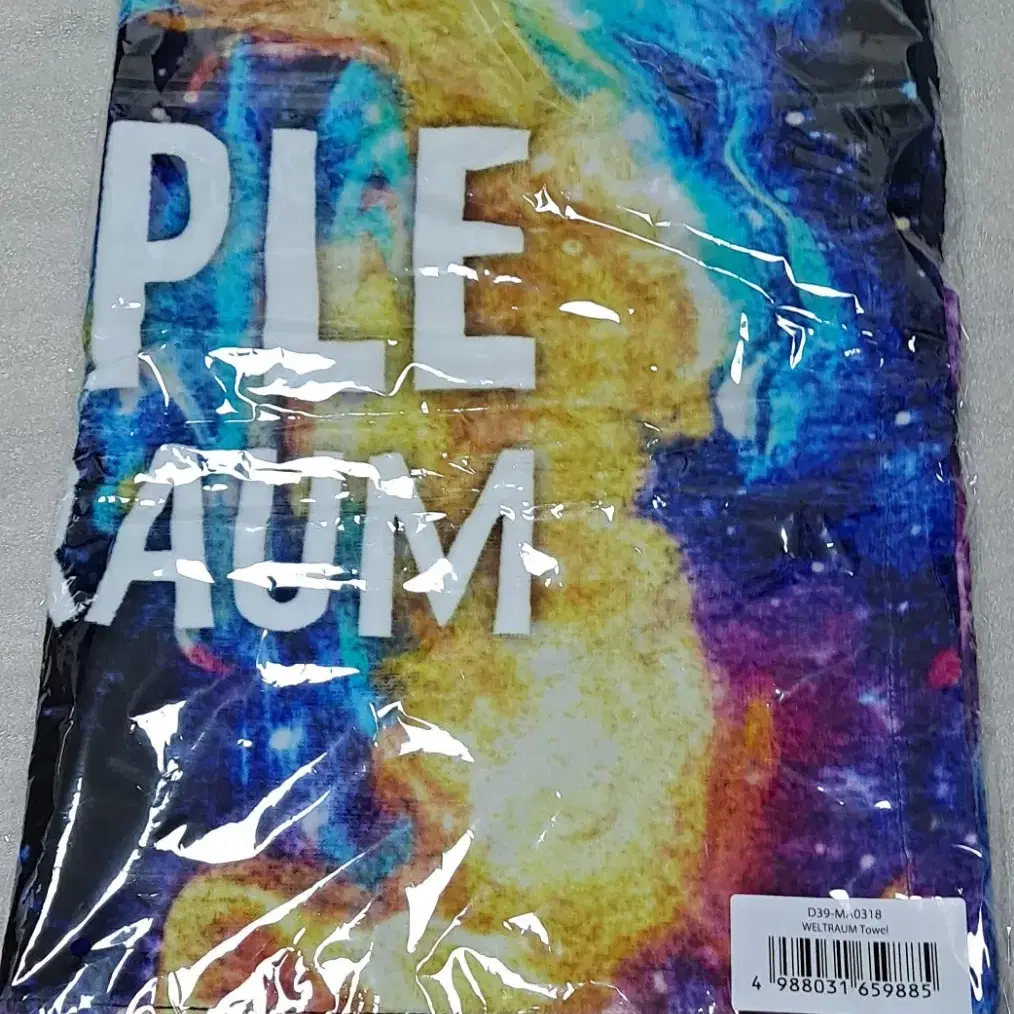 PLE
AUM
D39-MA0318
WELTRAUM Towel
4 988031 659885